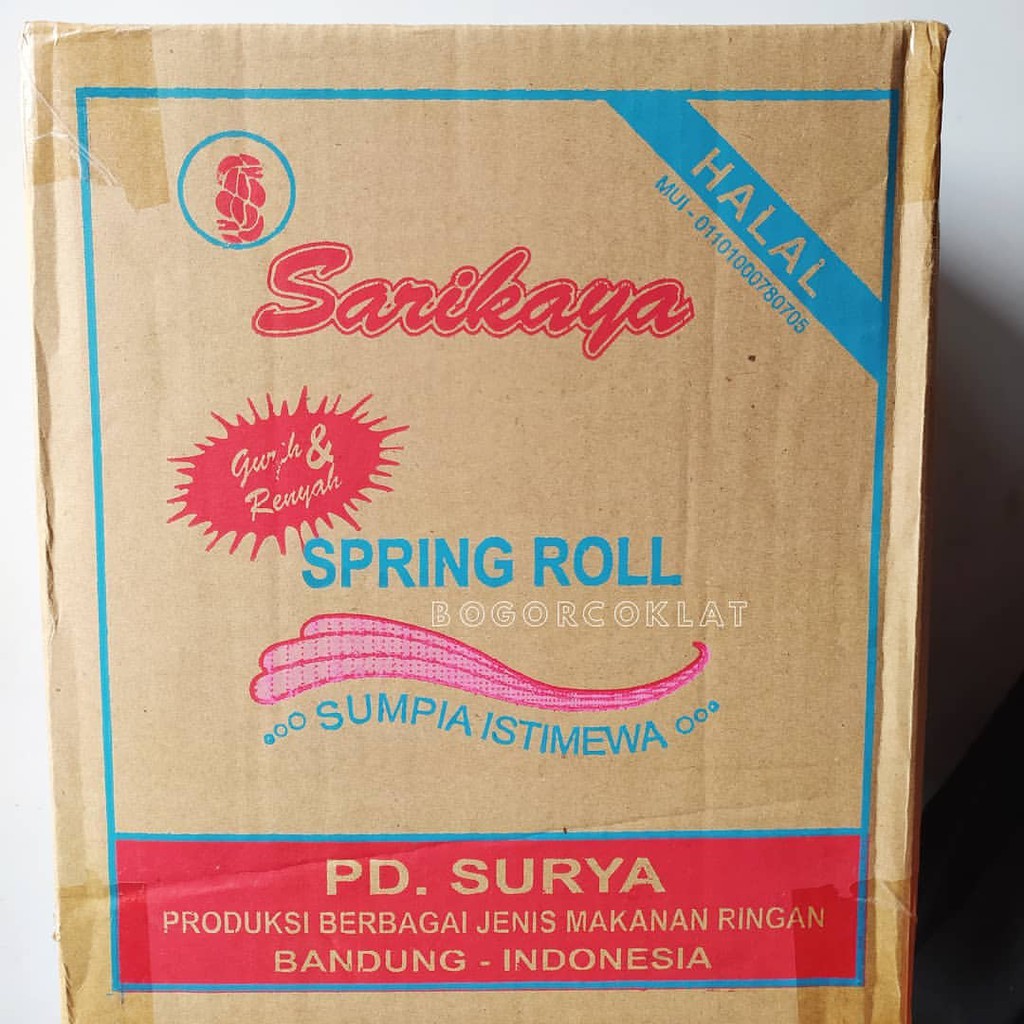 HALAL
MUI - 01101000780705
Sarikaya
Gurih &
Renyah
SPRING ROLL
BOGORCOKLAT
SUMPIA ISTIMEWA
PD. SURYA
PRODUKSI BERBAGAI JENIS MAKANAN RINGAN
BANDUNG - INDONESIA